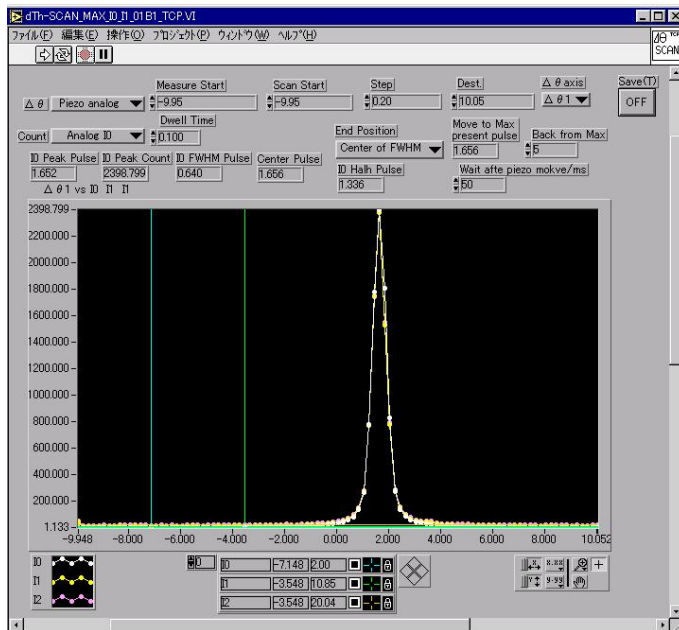 dTh-SCAN_MAX_I0_I1_01B1_TCP.VI
ファイル(F) 編集(E) 操作(O) プロジェクト(P) ウィンドウ(W) ヘルプ(H)
Δθ TCP
SCAN
Measure Start Scan Start Step Dest. Δθ axis Save(T)
Δθ Piezo analog -9.95 -9.95 0.20 10.05 Δθ1 OFF
Dwell Time
Count Analog I0 0.100
End Position Move to Max present pulse Back from Max
Center of FWHM 1.656 5
I0 Peak Pulse I0 Peak Count I0 FWHM Pulse Center Pulse I0 Halh Pulse Wait afte piezo mokve/ms
1.652 2398.799 0.640 1.656 1.336 50
Δθ1 vs I0 I1 I1
2398.799
2200.000
2000.000
1800.000
1600.000
1400.000
1200.000
1000.000
800.000
600.000
400.000
200.000
1.133
-9.948 -8.000 -6.000 -4.000 -2.000 0.000 2.000 4.000 6.000 8.000 10.052
I0
I1
I2
0
I0 -7.148 2.00
I1 -3.548 10.85
I2 -3.548 20.04
X X.XX
Y Y.YY